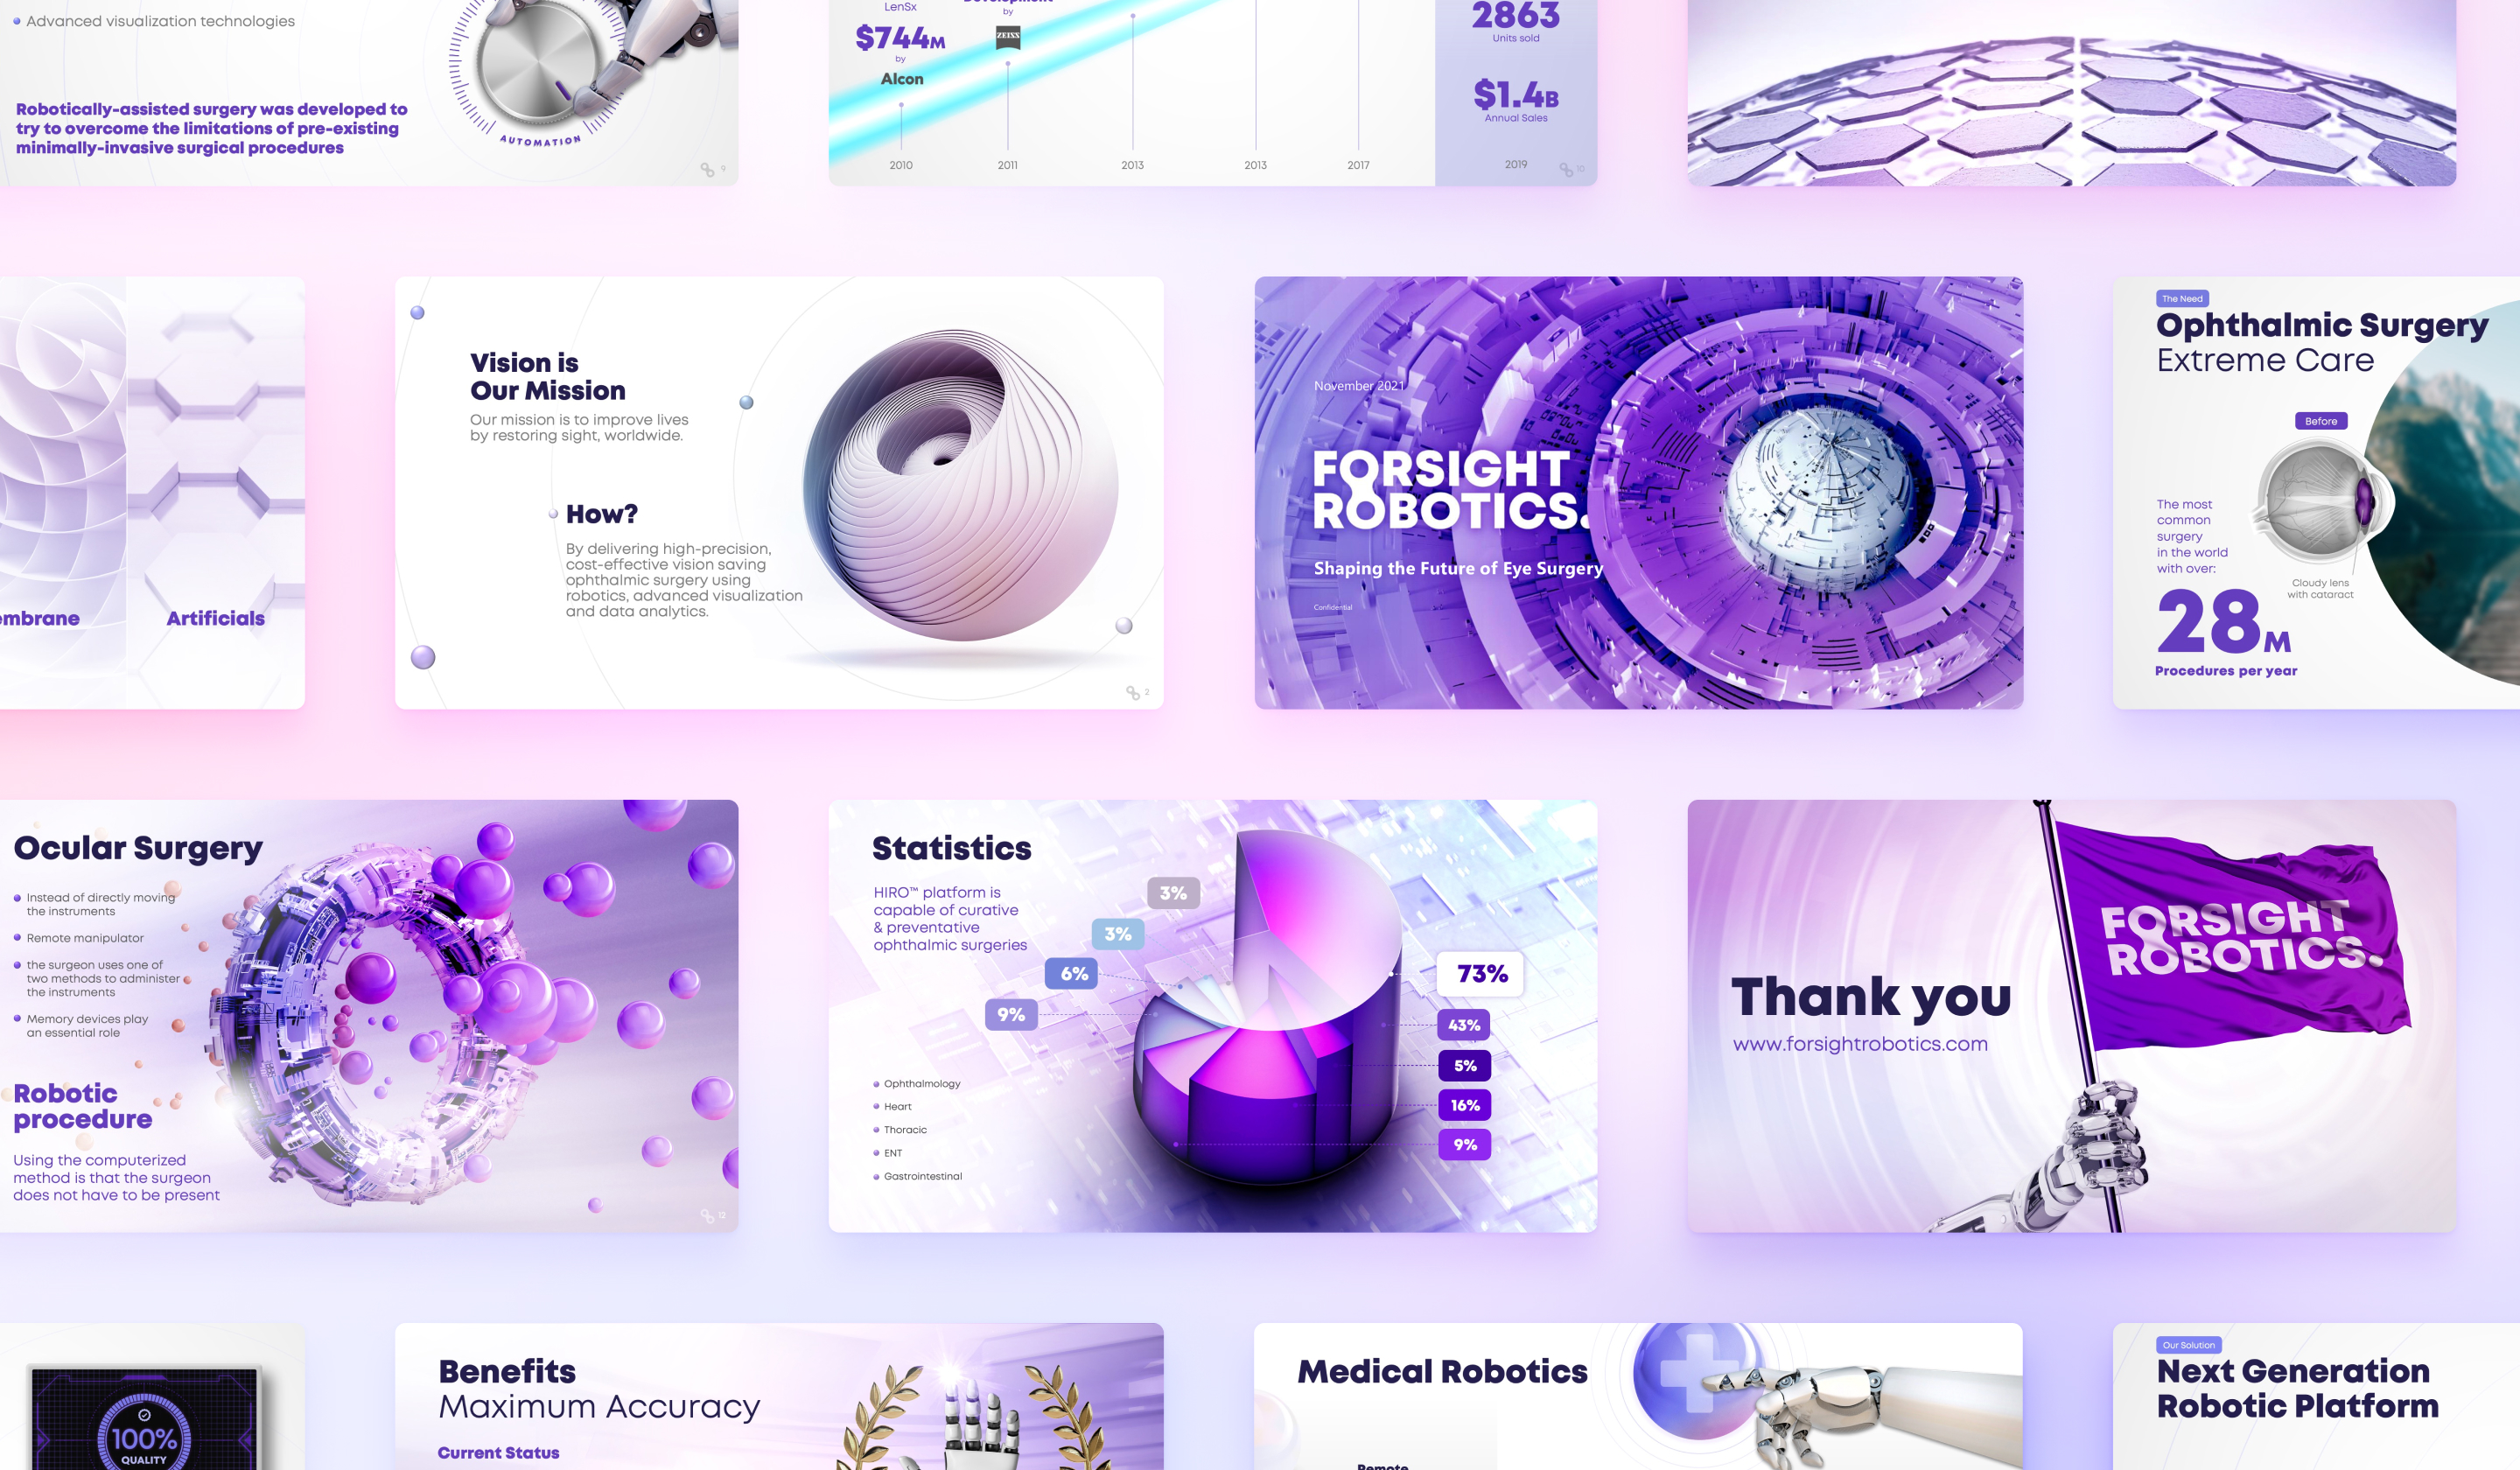 Advanced visualization technologies
Robotically-assisted surgery was developed to
try to overcome the limitations of pre-existing
minimally-invasive surgical procedures
AUTOMATION
9
LenSx
$744M
by
Alcon
Development
by
ZEISS
2010
2011
2013
2013
2017
2863
Units sold
$1.4B
Annual Sales
2019
Artificials
Vision is
Our Mission
Our mission is to improve lives
by restoring sight, worldwide.
How?
By delivering high-precision,
cost-effective vision saving
ophthalmic surgery using
robotics, advanced visualization
and data analytics.
2
November 2021
FORSIGHT
ROBOTICS.
Shaping the Future of Eye Surgery
Confidential
The Need
Ophthalmic Surgery
Extreme Care
Before
The most
common
surgery
in the world
with over:
Cloudy lens
with cataract
28M
Procedures per year
Ocular Surgery
Instead of directly moving
the instruments
Remote manipulator
the surgeon uses one of
two methods to administer
the instruments
Memory devices play
an essential role
Robotic
procedure
Using the computerized
method is that the surgeon
does not have to be present
12
Statistics
HIRO™ platform is
capable of curative
& preventative
ophthalmic surgeries
3%
3%
6%
9%
73%
43%
5%
16%
9%
Ophthalmology
Heart
Thoracic
ENT
Gastrointestinal
Thank you
www.forsightrobotics.com
FORSIGHT
ROBOTICS.
100%
QUALITY
Benefits
Maximum Accuracy
Current Status
Medical Robotics
Remote
Our Solution
Next Generation
Robotic Platform